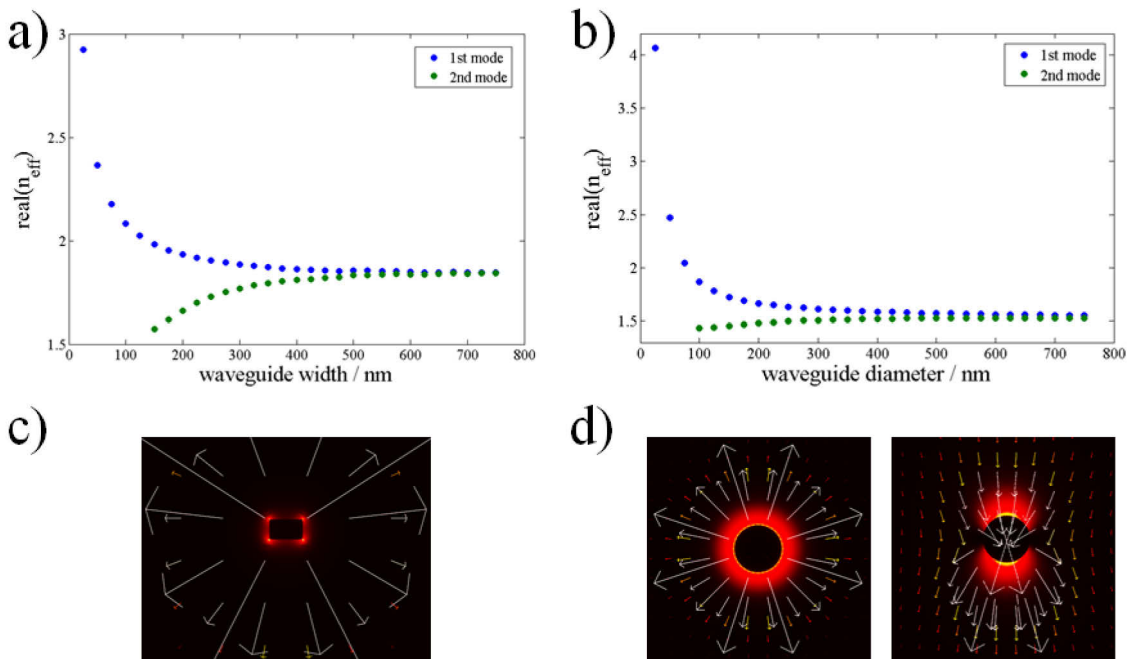 a)
3
2.5
2
1.5
0 100 200 300 400 500 600 700 800
real(n_eff)
waveguide width / nm
1st mode
2nd mode
b)
4
3.5
3
2.5
2
1.5
0 100 200 300 400 500 600 700 800
real(n_eff)
waveguide diameter / nm
1st mode
2nd mode
c)
d)